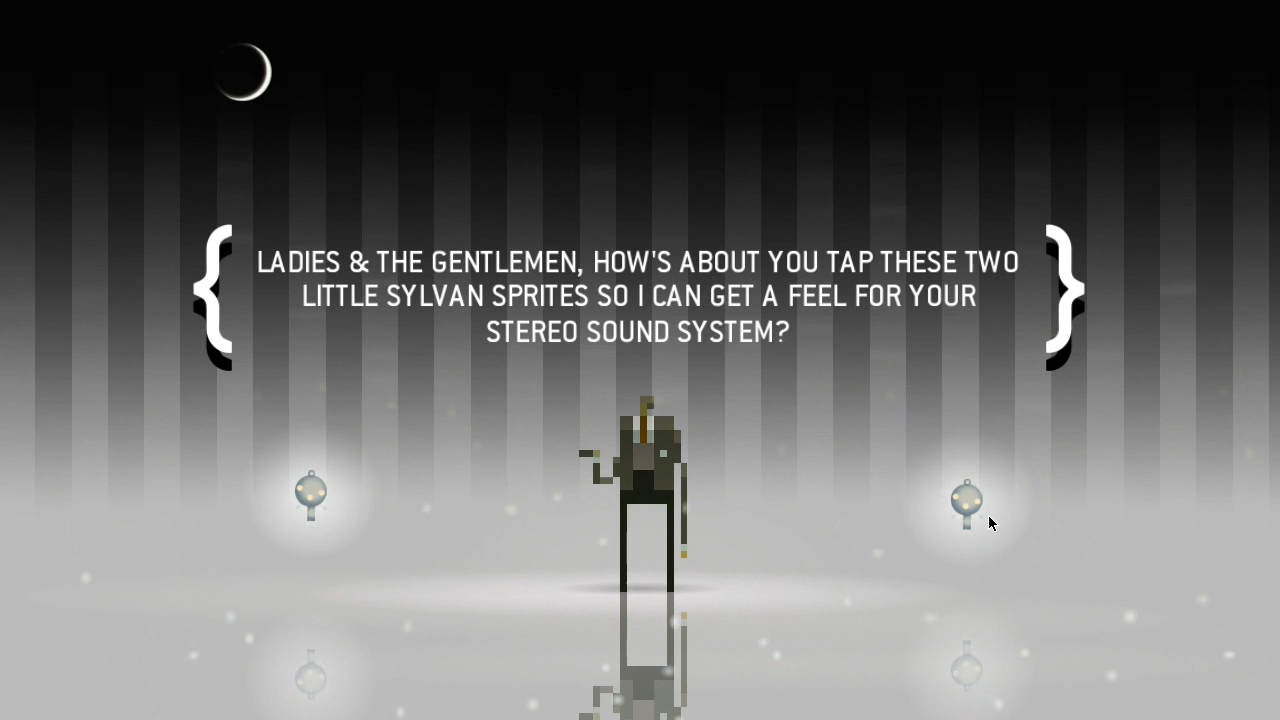 LADIES & THE GENTLEMEN, HOW'S ABOUT YOU TAP THESE TWO
LITTLE SYLVAN SPRITES SO I CAN GET A FEEL FOR YOUR
STEREO SOUND SYSTEM?